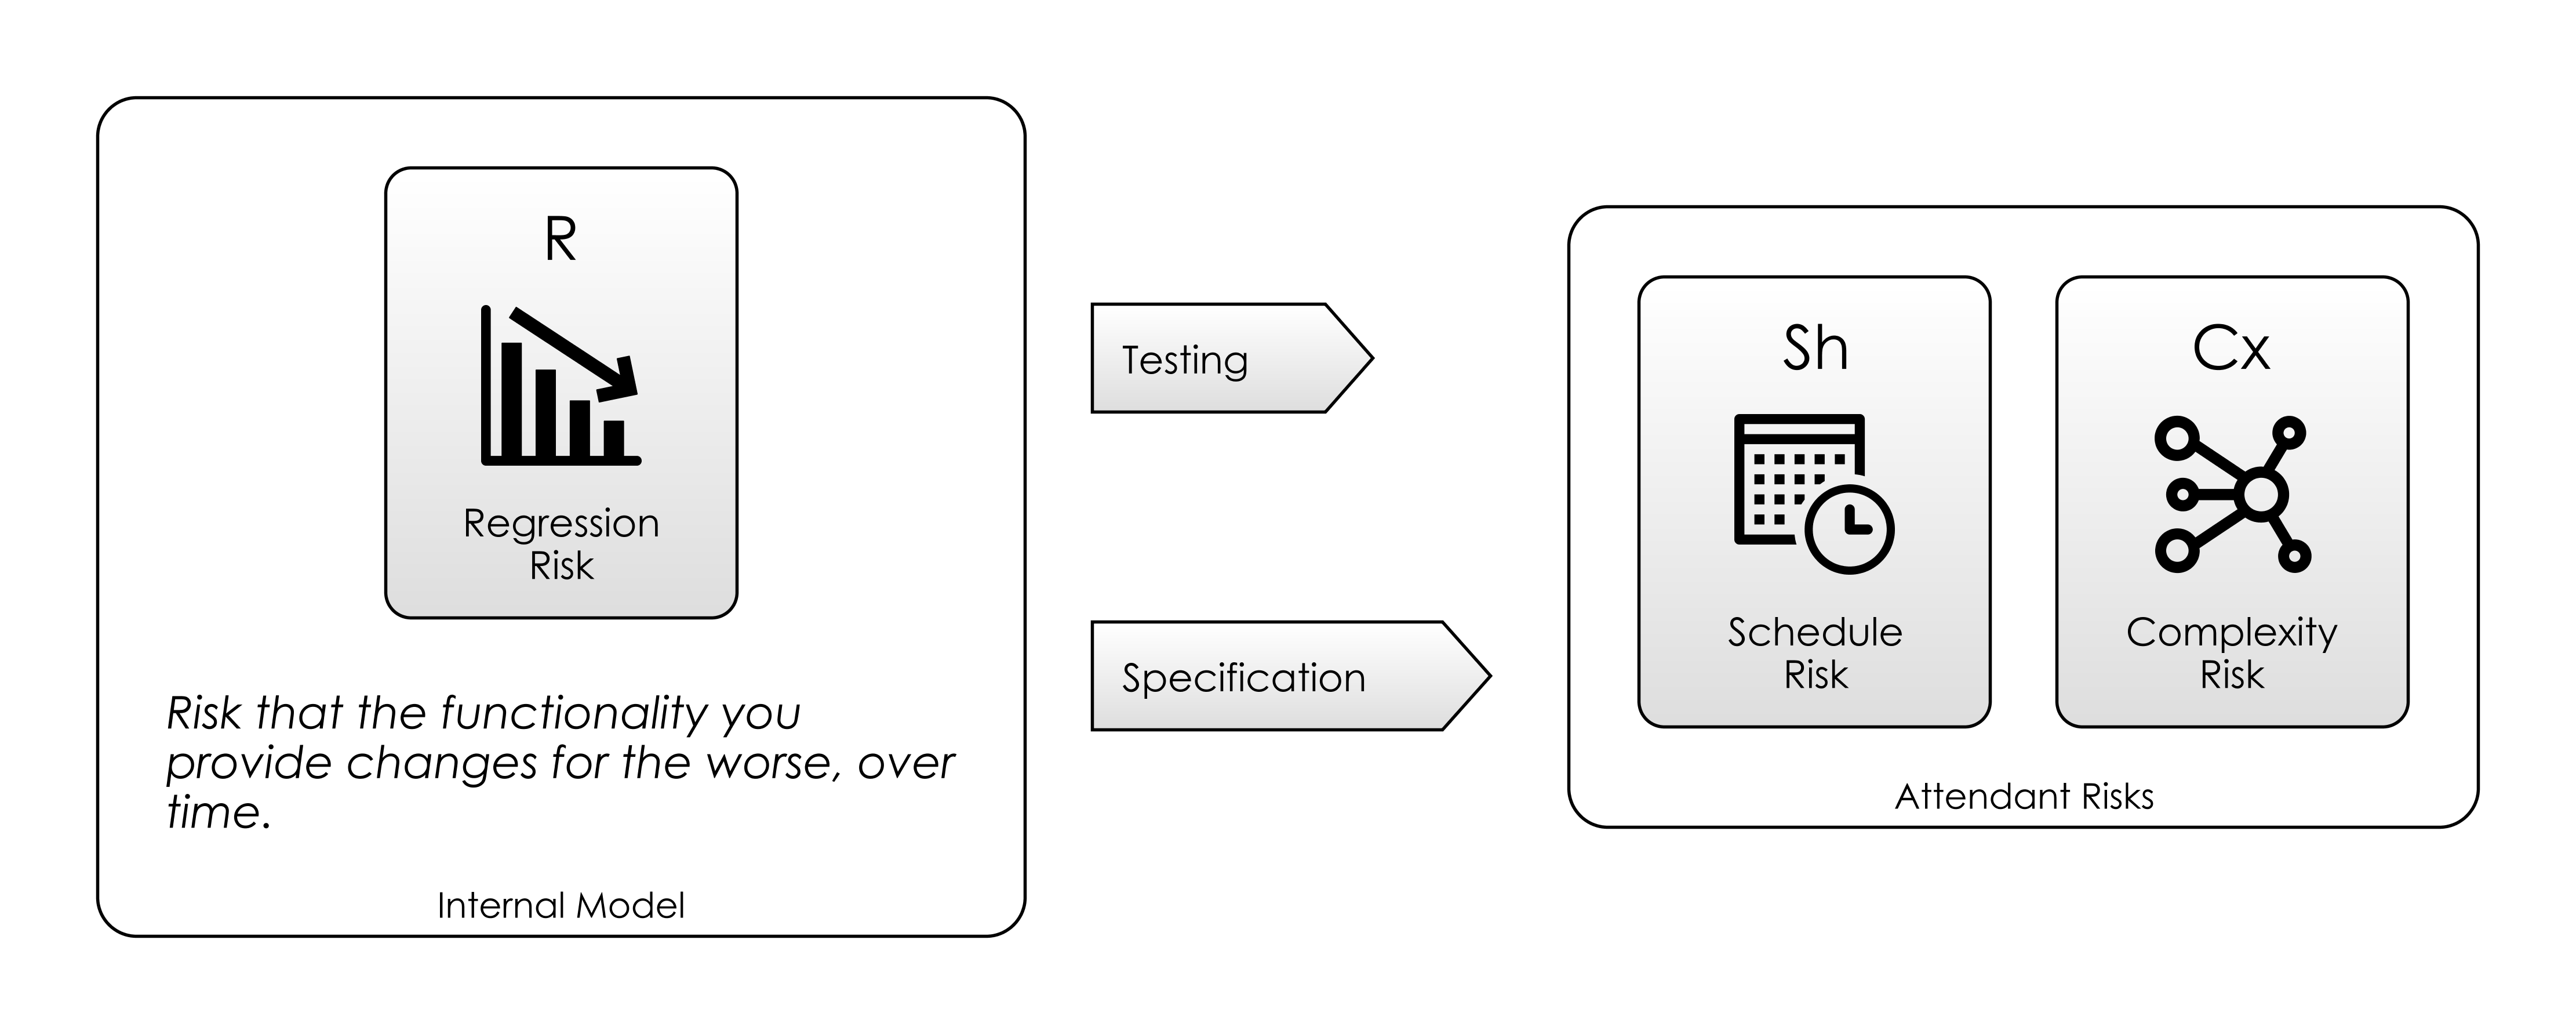 R
Regression
Risk
Risk that the functionality you
provide changes for the worse, over
time.
Internal Model
Testing
Specification
Sh
Schedule
Risk
Cx
Complexity
Risk
Attendant Risks